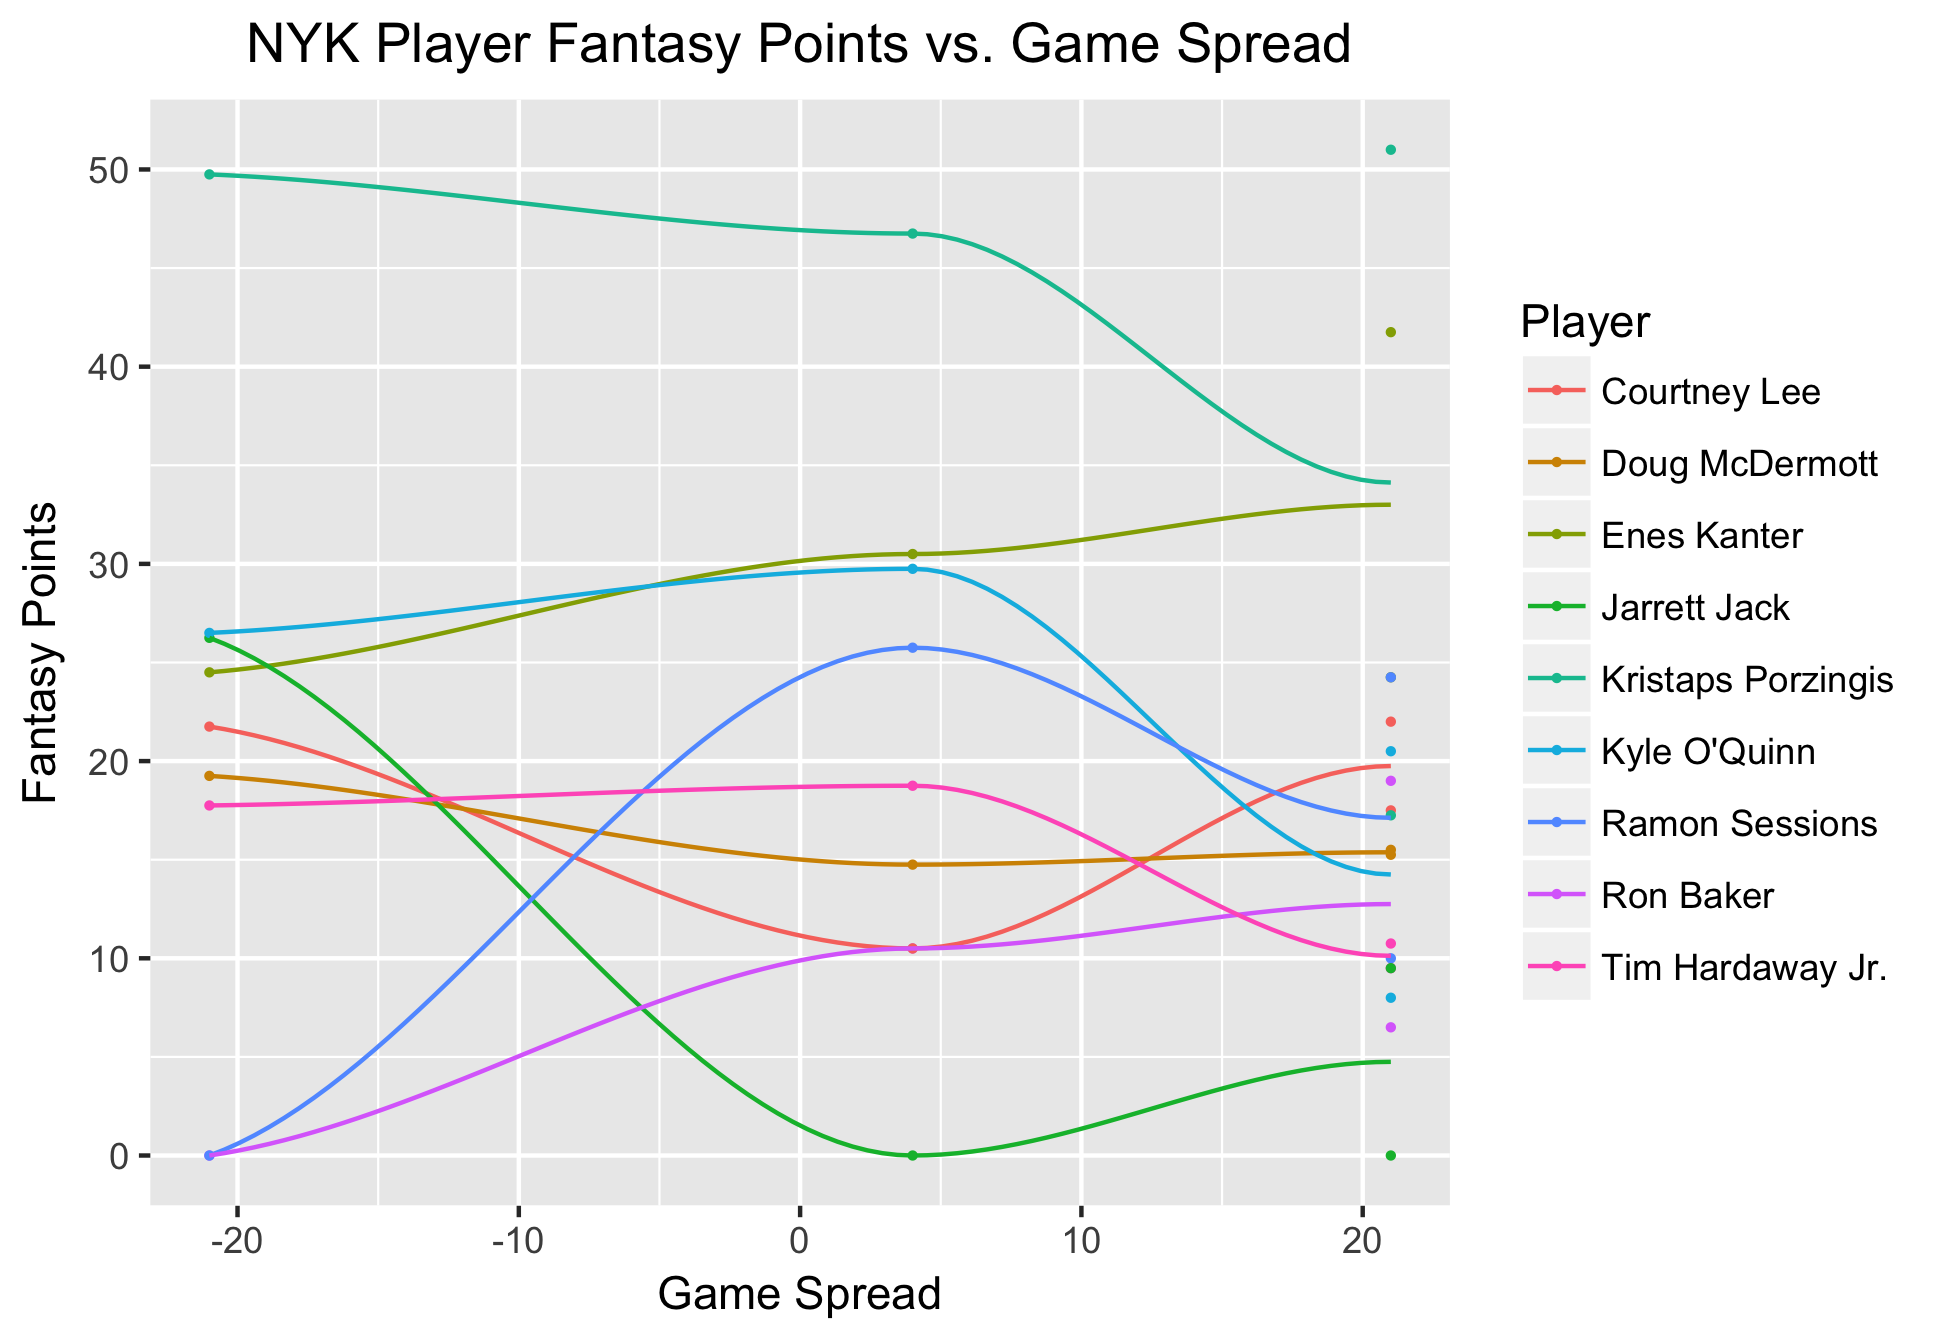 NYK Player Fantasy Points vs. Game Spread
Fantasy Points
50
40
30
20
10
0
-20
-10
0
10
20
Game Spread
Player
Courtney Lee
Doug McDermott
Enes Kanter
Jarrett Jack
Kristaps Porzingis
Kyle O'Quinn
Ramon Sessions
Ron Baker
Tim Hardaway Jr.